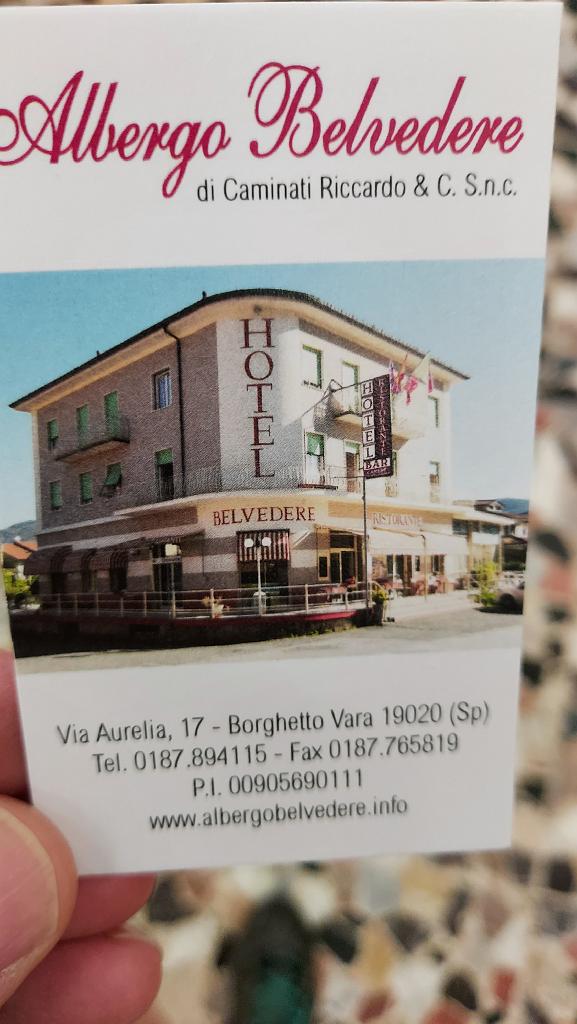 Albergo Belvedere
di Caminati Riccardo & C. S.n.c.
HOTEL
HOTEL
RISTORANTE
BAR
BELVEDERE
RISTORANTE
Via Aurelia, 17 - Borghetto Vara 19020 (Sp)
Tel. 0187.894115 - Fax 0187.765819
P.I. 00905690111
www.albergobelvedere.info